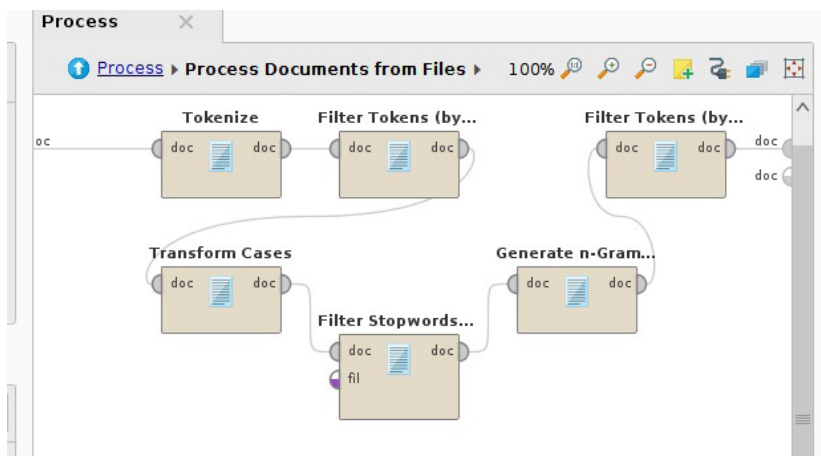 Process
Process Process Documents from Files 100%
Tokenize Filter Tokens (by... Filter Tokens (by...
oc doc doc doc doc doc doc doc
doc
Transform Cases Generate n-Gram...
doc doc doc doc
Filter Stopwords...
doc doc
fil